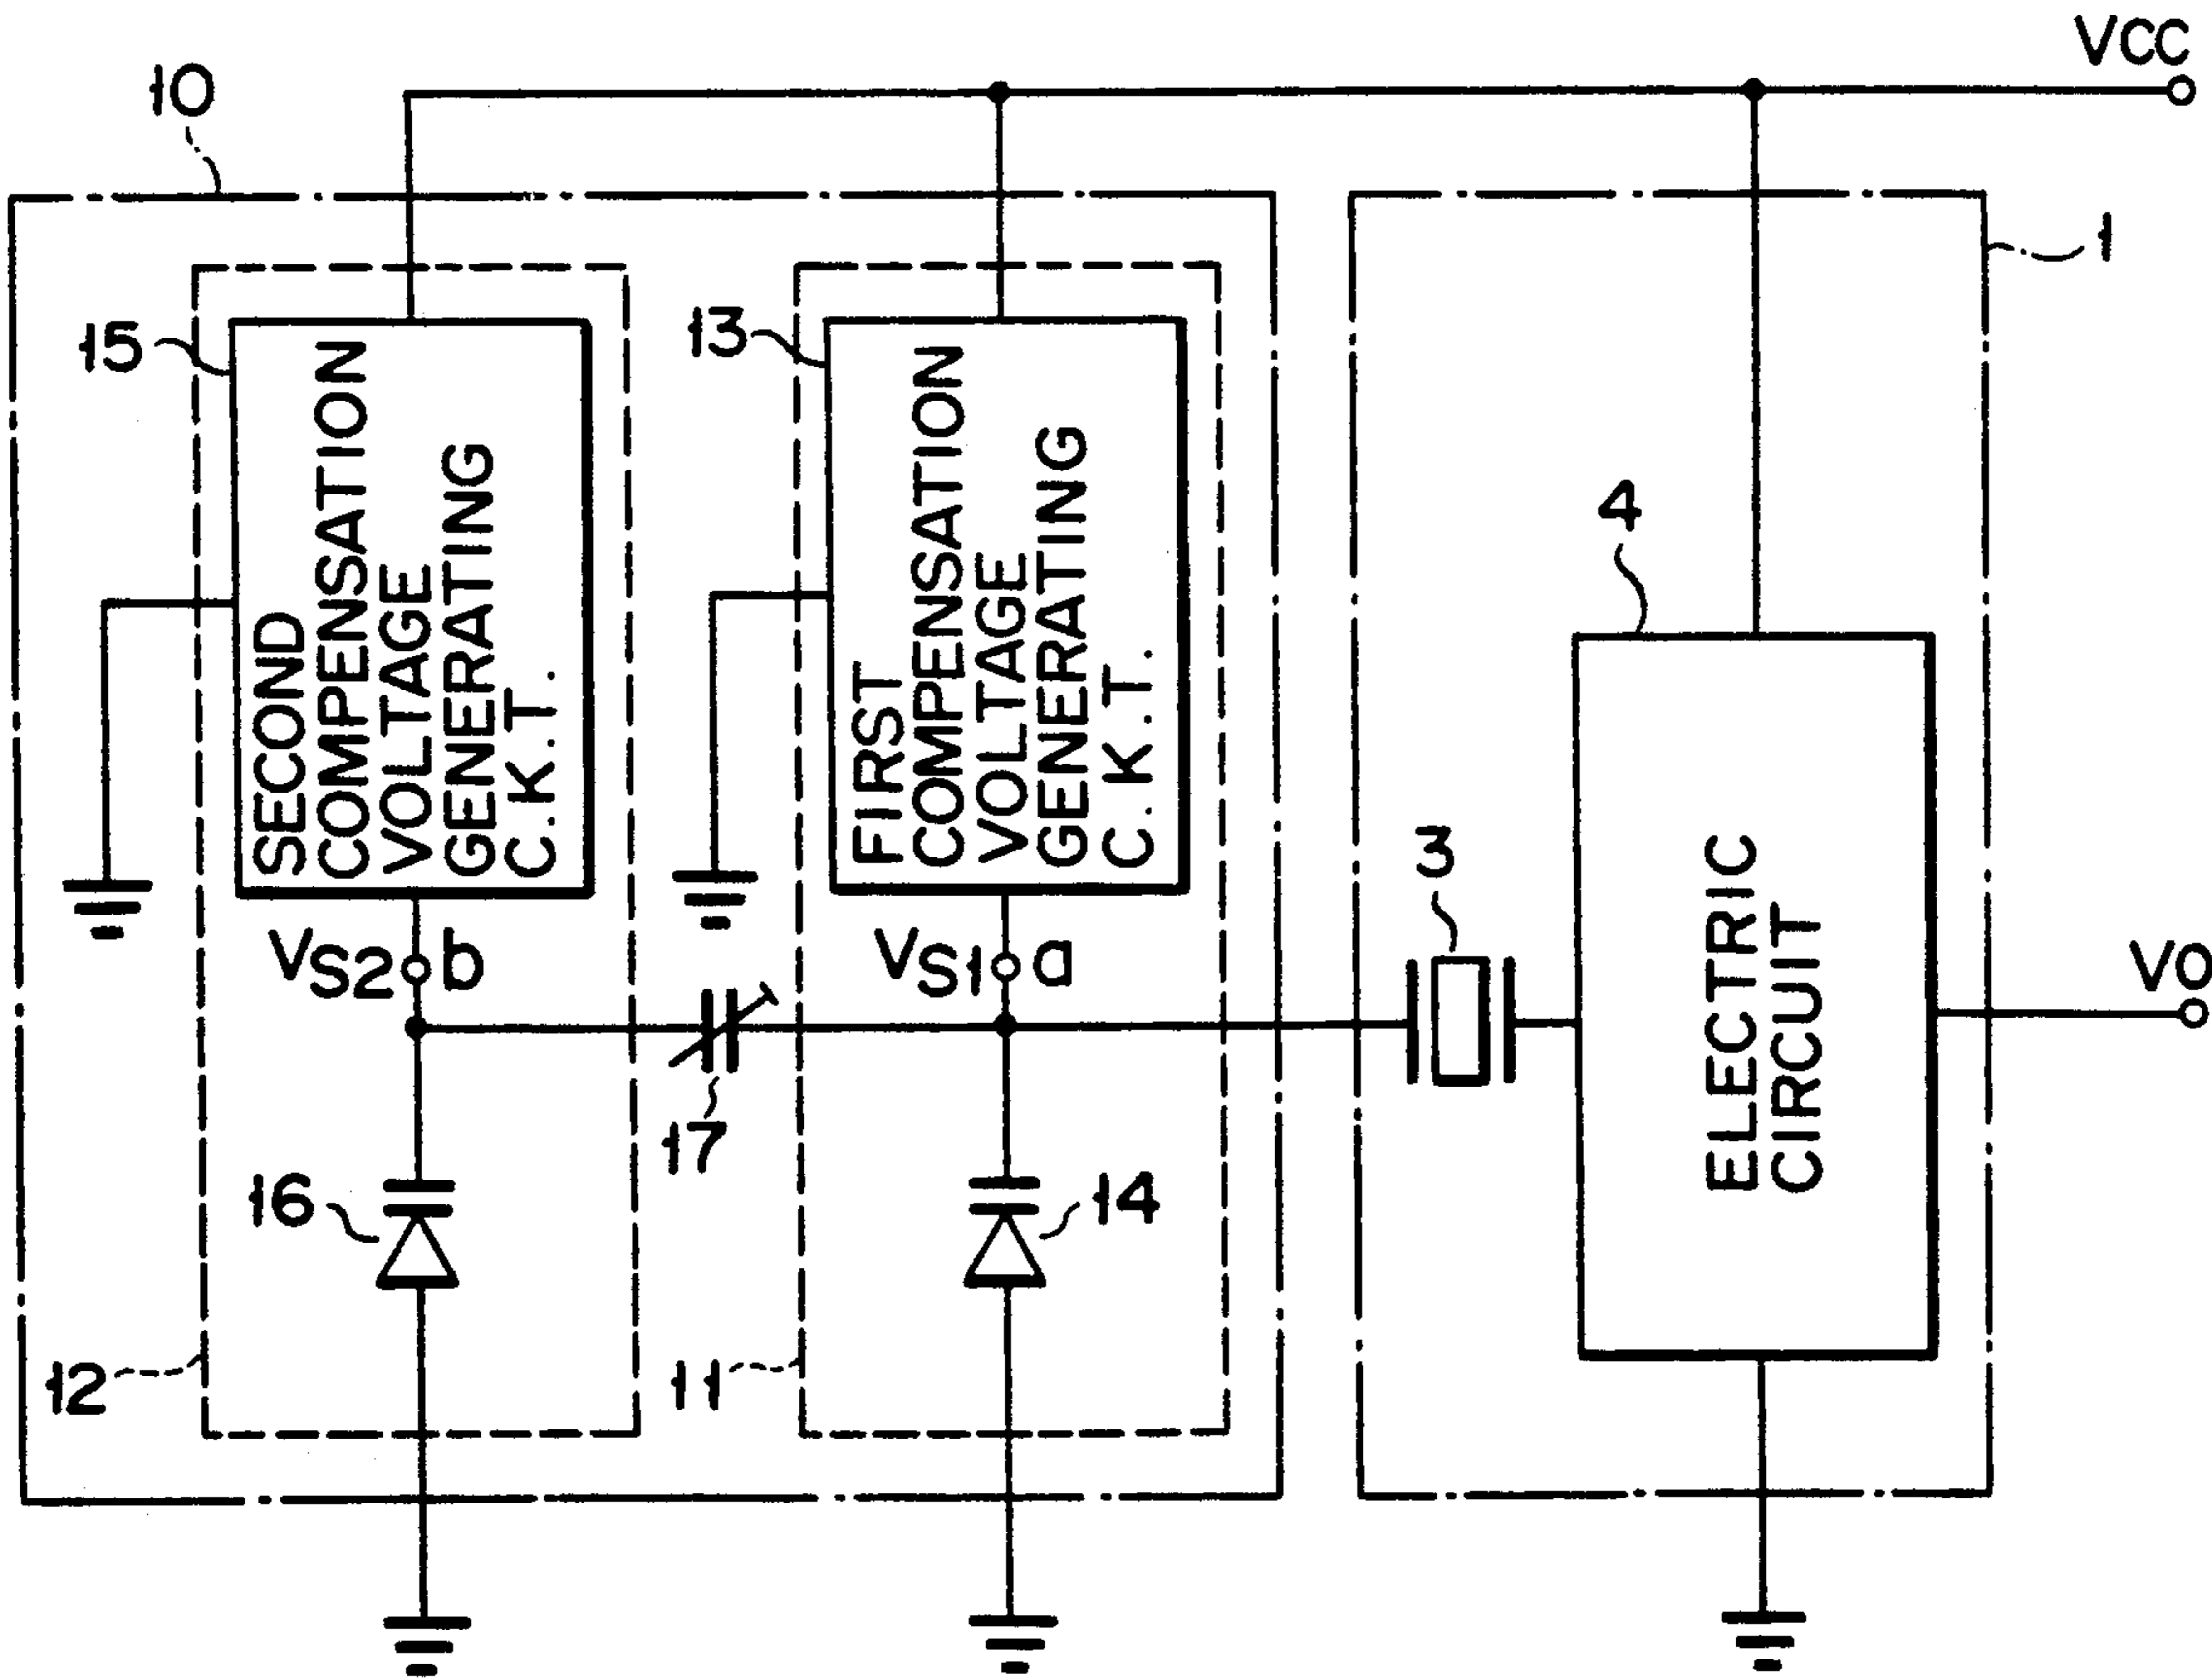 VCC
10
1
15
13
SECOND
COMPENSATION
VOLTAGE
GENERATING
C.K.T.
FIRST
COMPENSATION
VOLTAGE
GENERATING
C.K.T.
4
3
ELECTRIC
CIRCUIT
VS2 b
VS1 a
VO
17
16
14
12
11